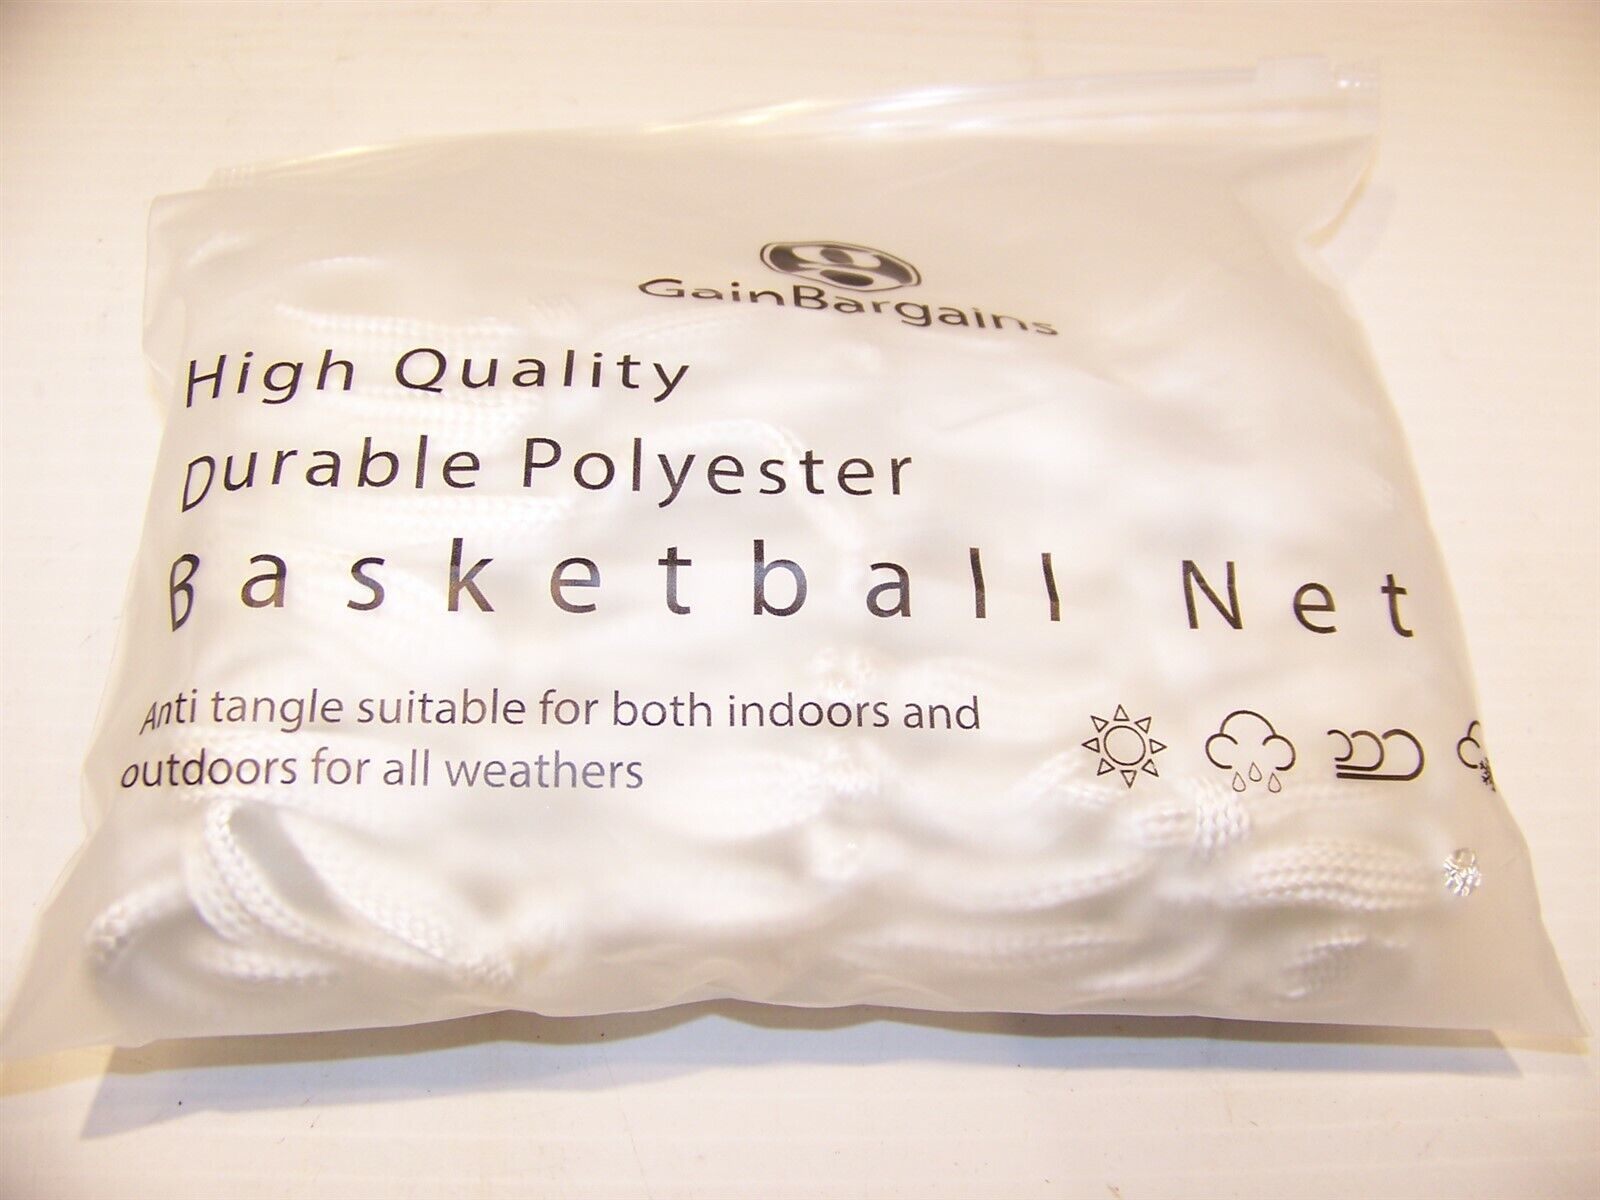 GainBargains
High Quality
Durable Polyester
Basketball Net
Anti tangle suitable for both indoors and
outdoors for all weathers